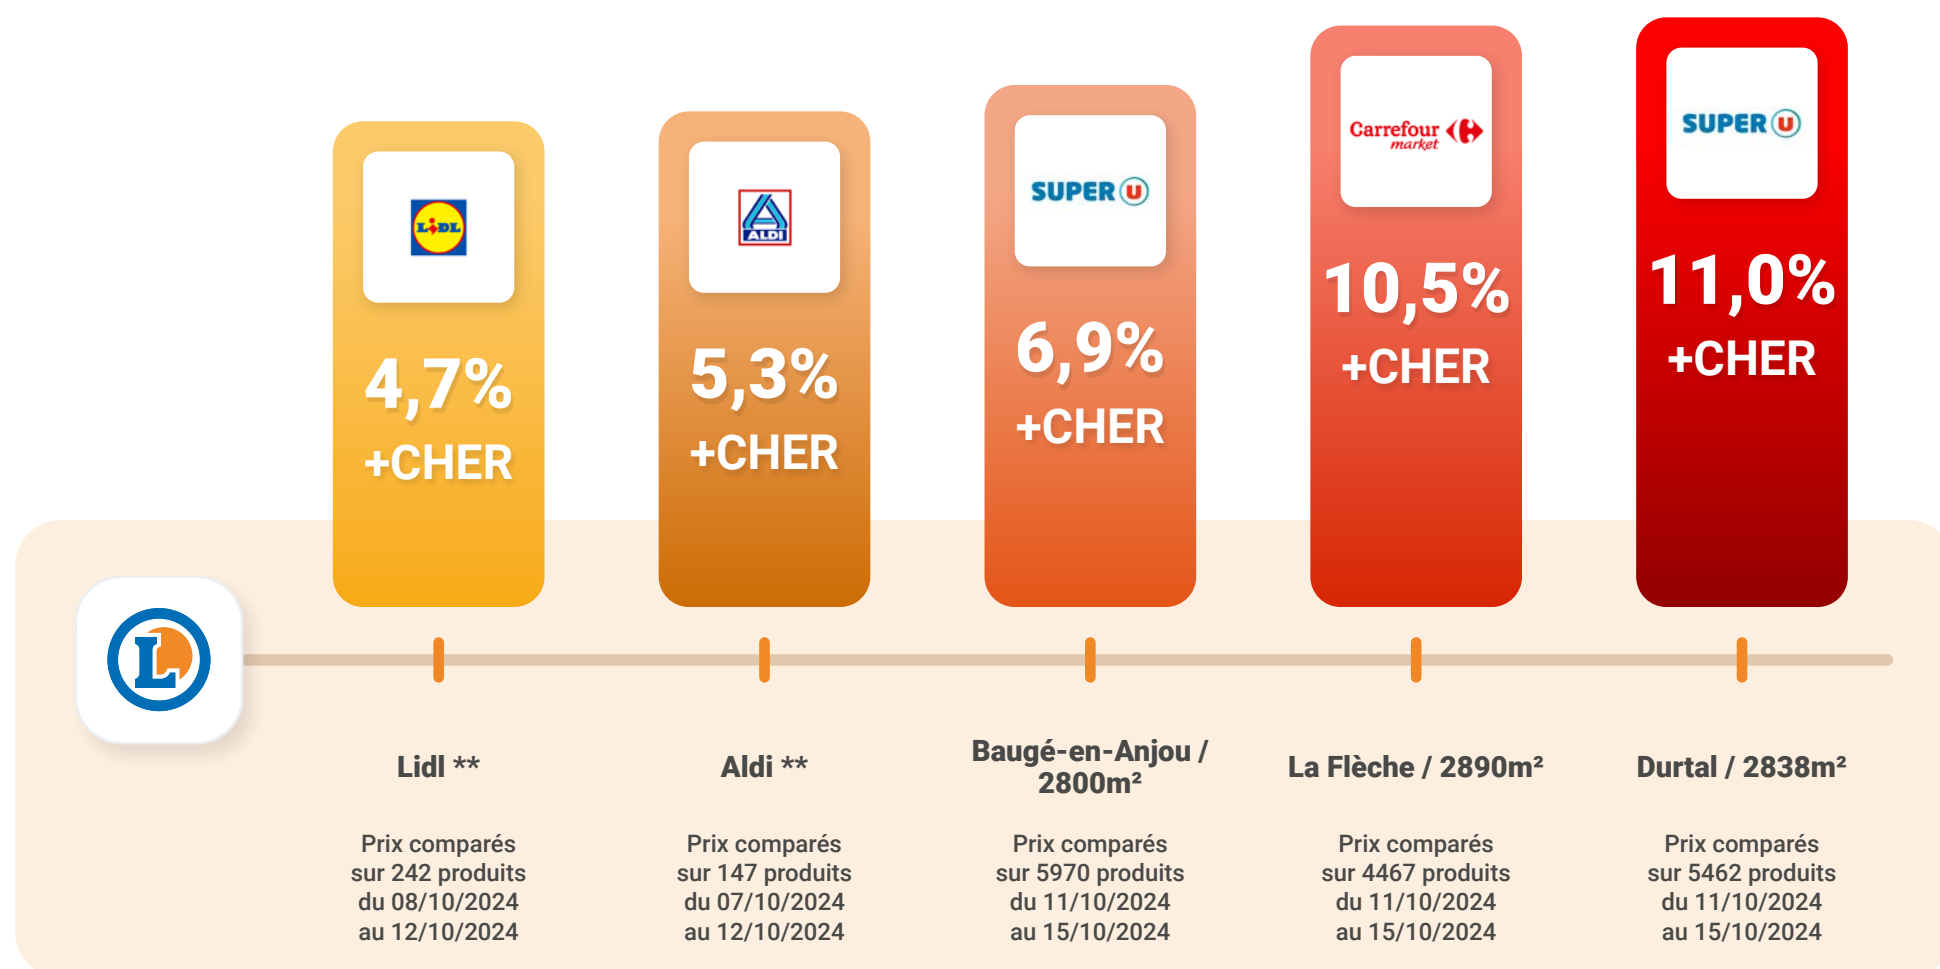 LIDL
4,7%
+CHER
ALDI
5,3%
+CHER
SUPER U
6,9%
+CHER
Carrefour
market
10,5%
+CHER
SUPER U
11,0%
+CHER
L
Lidl **
Prix comparés
sur 242 produits
du 08/10/2024
au 12/10/2024
Aldi **
Prix comparés
sur 147 produits
du 07/10/2024
au 12/10/2024
Baugé-en-Anjou /
2800m²
Prix comparés
sur 5970 produits
du 11/10/2024
au 15/10/2024
La Flèche / 2890m²
Prix comparés
sur 4467 produits
du 11/10/2024
au 15/10/2024
Durtal / 2838m²
Prix comparés
sur 5462 produits
du 11/10/2024
au 15/10/2024